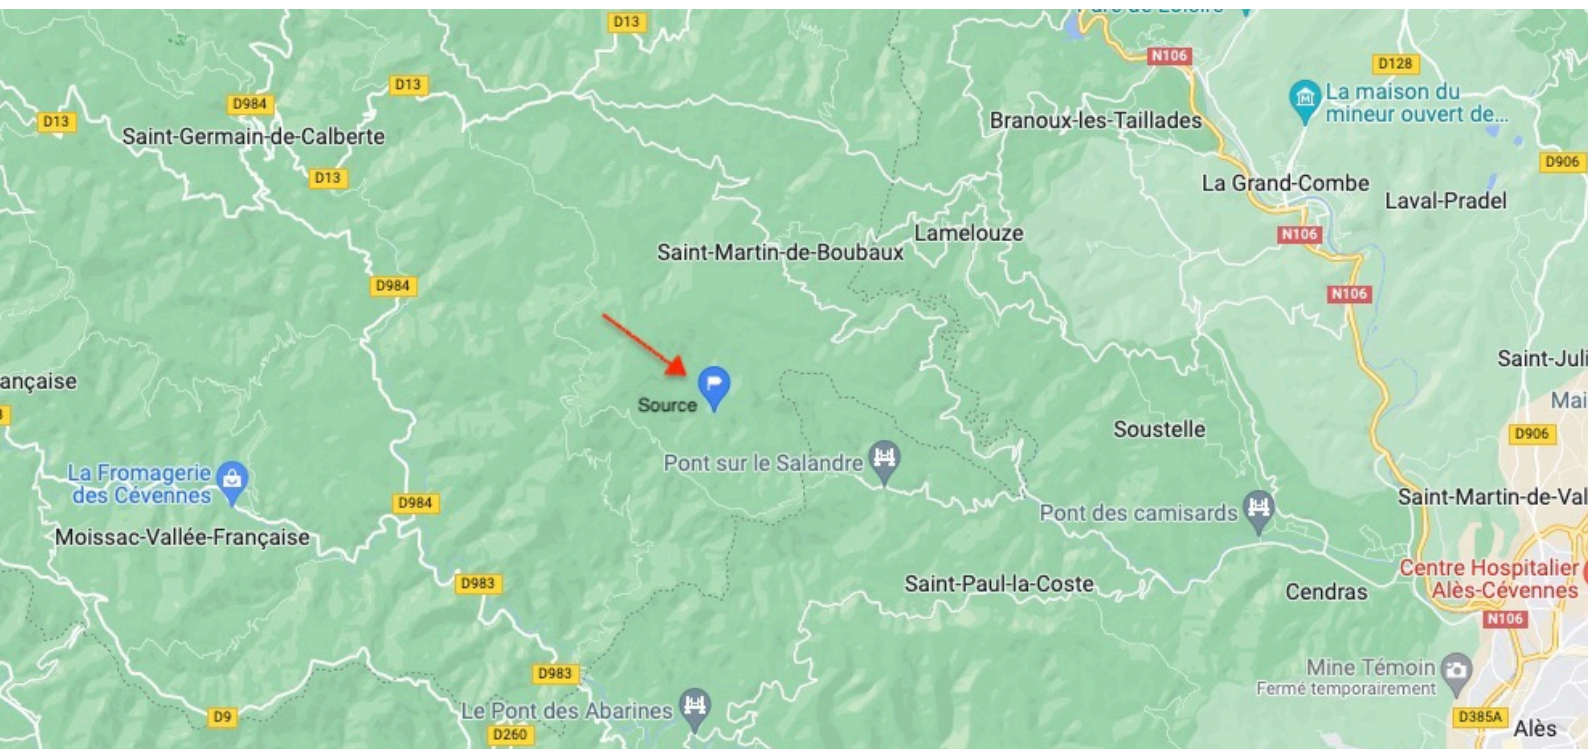 Parc de Loisirs
D13
N106
D128
D13
D984
La maison du
mineur ouvert de...
D13
Branoux-les-Taillades
Saint-Germain-de-Calberte
D906
D13
La Grand-Combe
Laval-Pradel
N106
Lamelouze
Saint-Martin-de-Boubaux
D984
N106
Saint-Juli
ançaise
Source
Mai
Soustelle
D906
La Fromagerie
des Cévennes
Pont sur le Salandre
D984
Saint-Martin-de-Val
Pont des camisards
Moissac-Vallée-Française
Centre Hospitalier
Alès-Cévennes
D983
Saint-Paul-la-Coste
Cendras
N106
D983
Mine Témoin
Fermé temporairement
Le Pont des Abarines
D9
D260
D385A
Alès